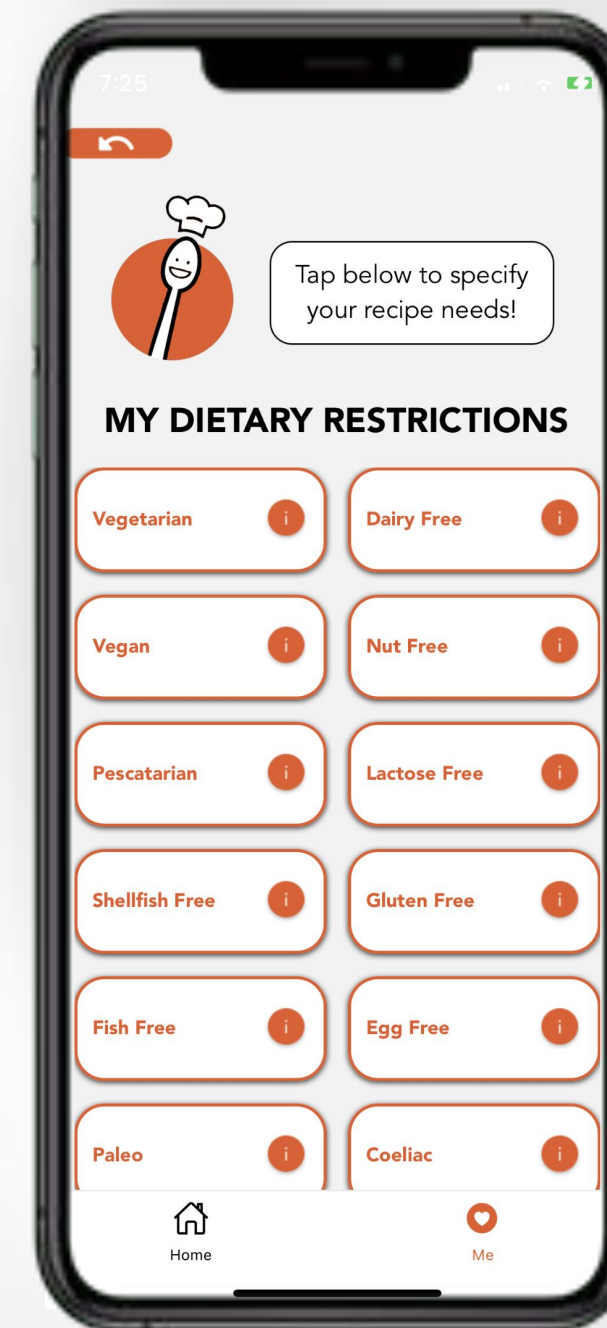 7:25
Tap below to specify
your recipe needs!
MY DIETARY RESTRICTIONS
Vegetarian i
Dairy Free i
Vegan i
Nut Free i
Pescatarian i
Lactose Free i
Shellfish Free i
Gluten Free i
Fish Free i
Egg Free i
Paleo i
Coeliac i
Home
Me